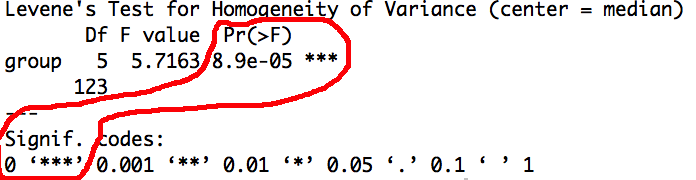 Levene's Test for Homogeneity of Variance (center = median)
Df F value Pr(>F)
group 5 5.7163 8.9e-05 ***
123
---
Signif. codes:
0 ‘***’ 0.001 ‘**’ 0.01 ‘*’ 0.05 ‘.’ 0.1 ‘ ’ 1